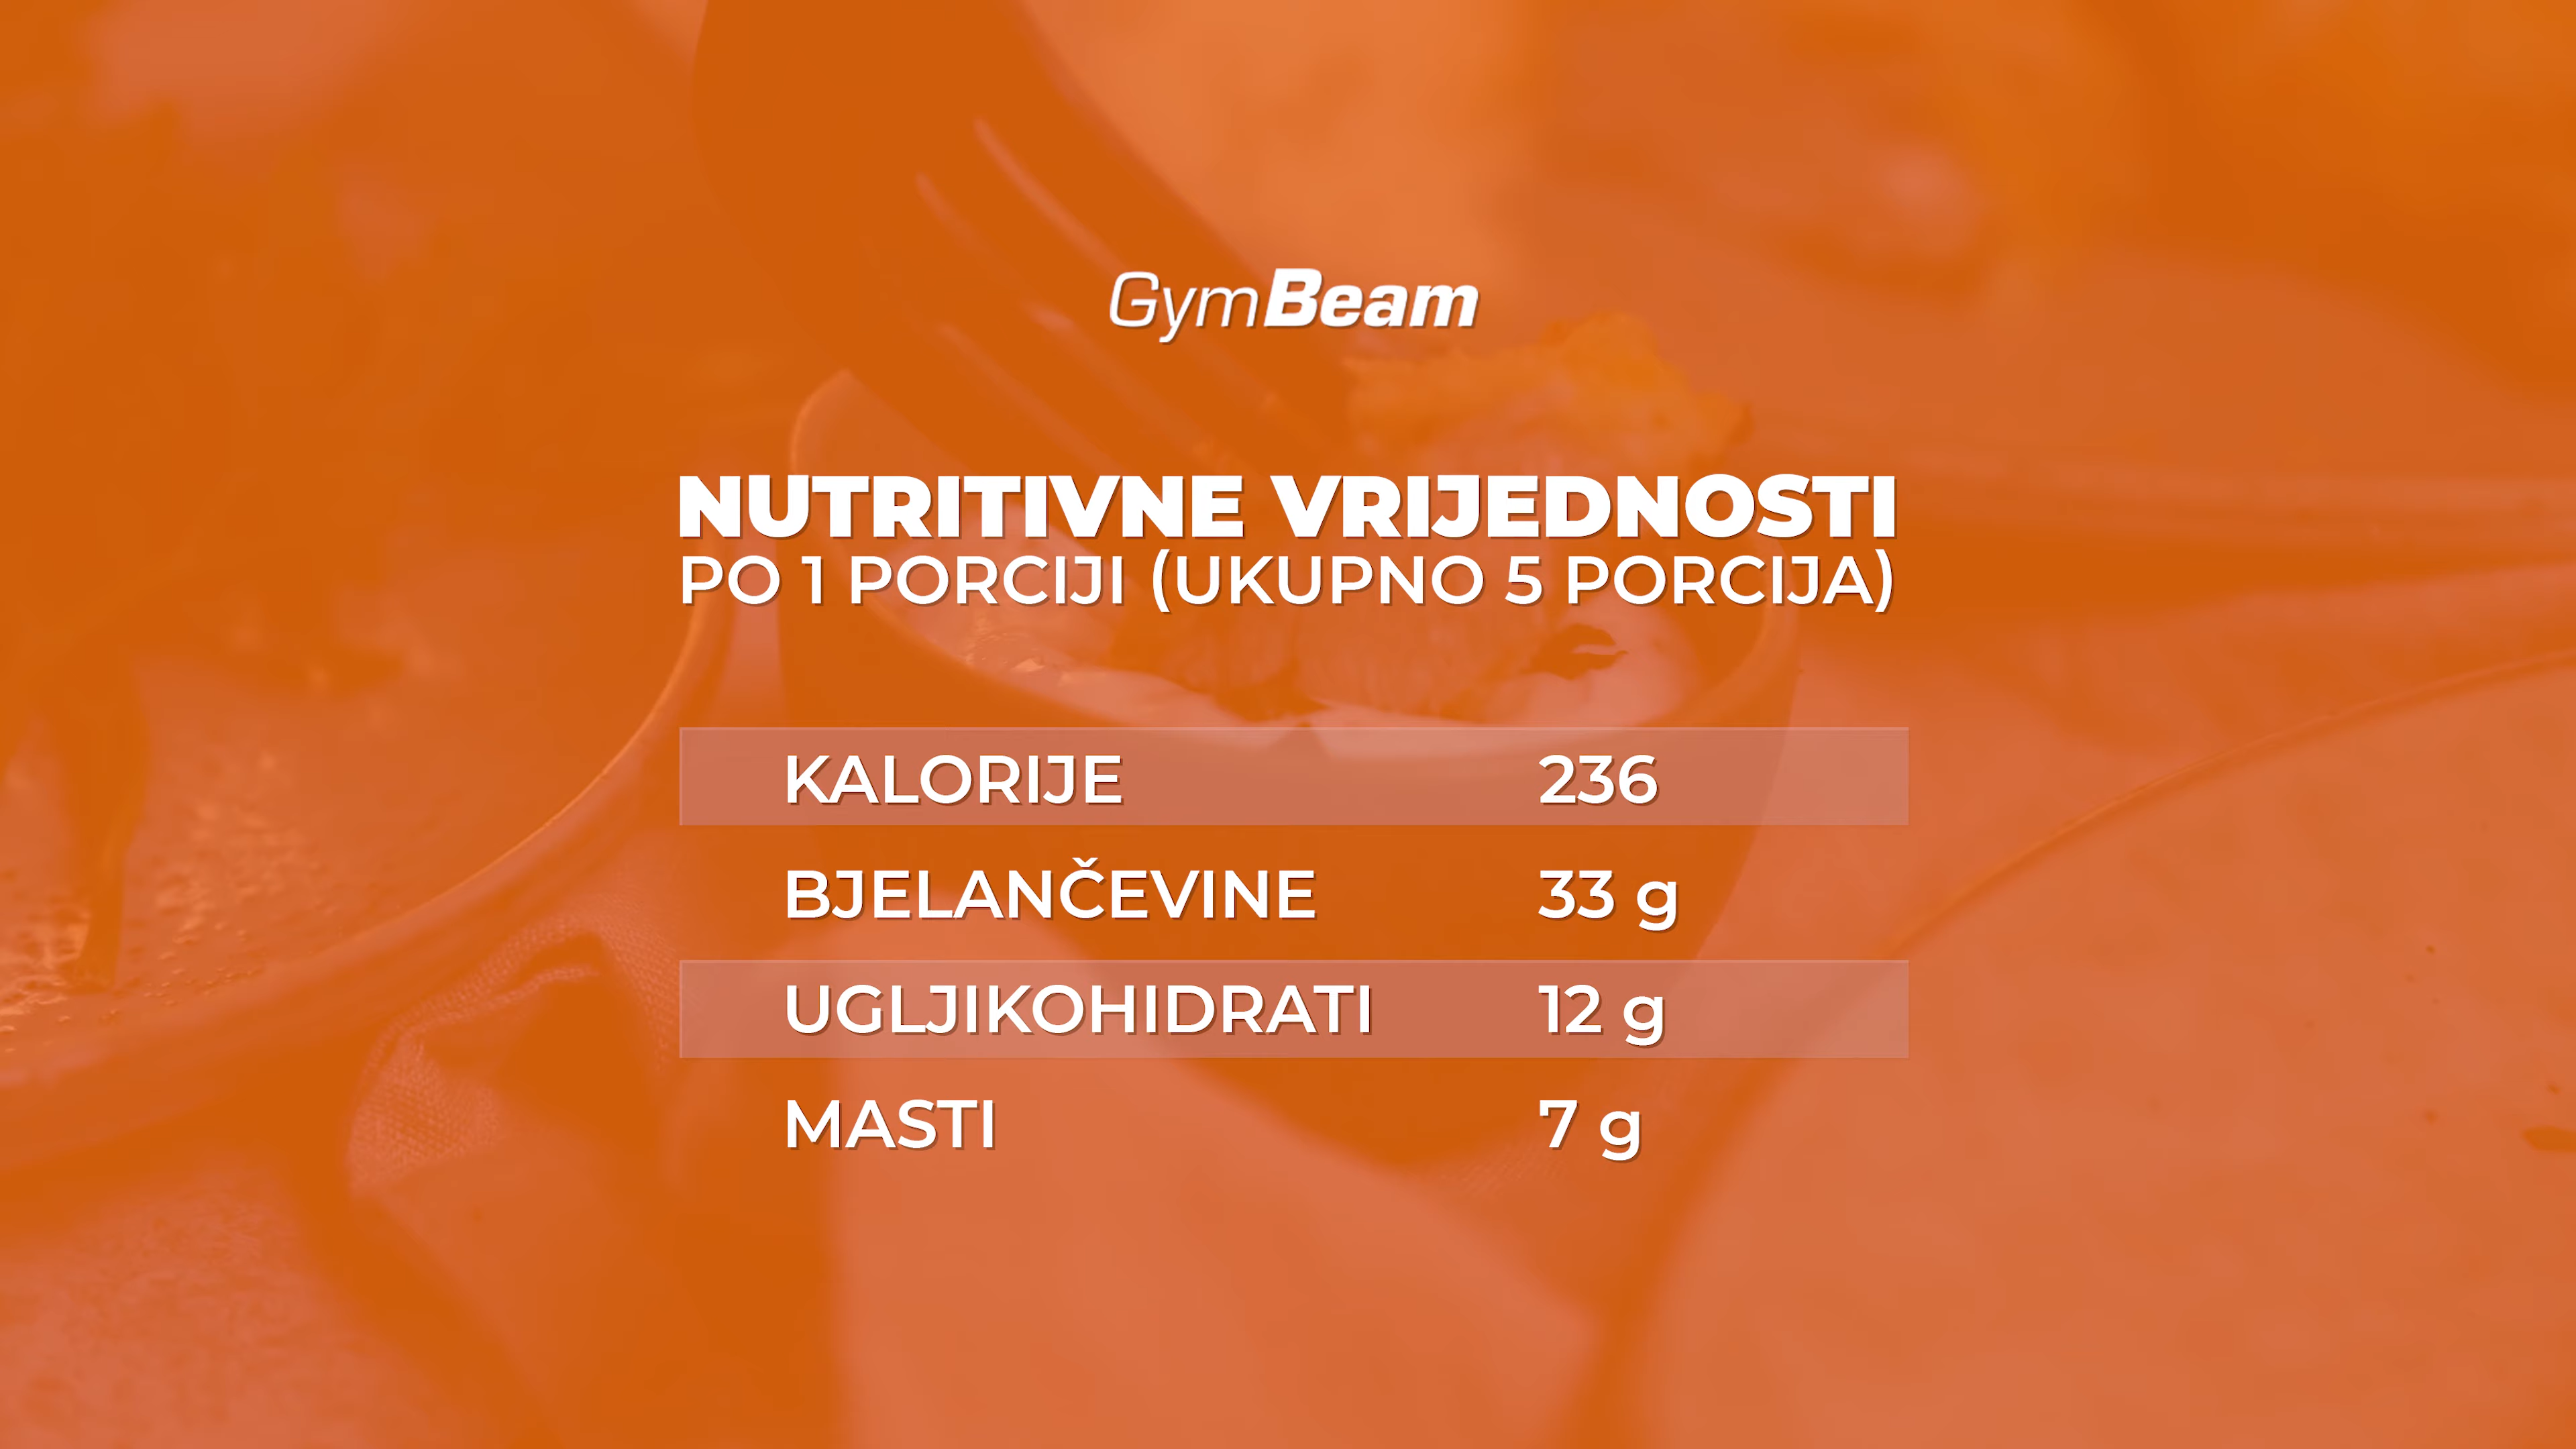 GymBeam
NUTRITIVNE VRIJEDNOSTI
PO 1 PORCIJI (UKUPNO 5 PORCIJA)
KALORIJE 236
BJELANČEVINE 33 g
UGLJIKOHIDRATI 12 g
MASTI 7 g